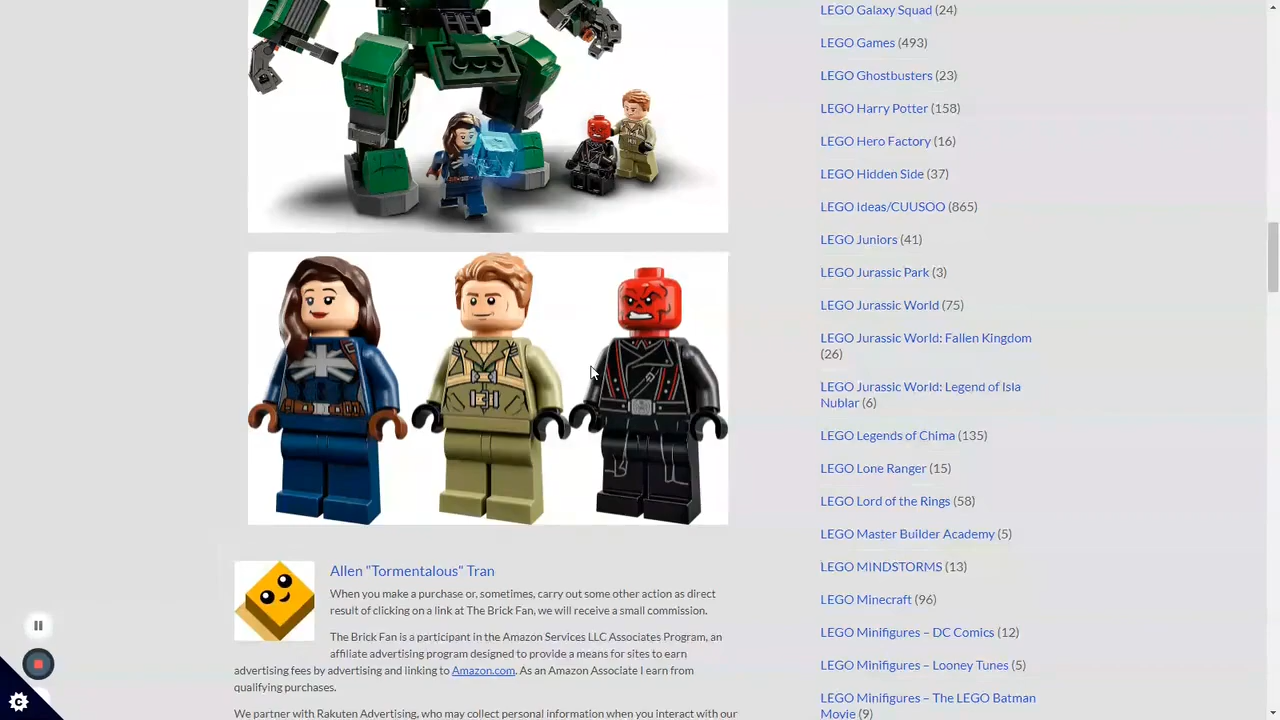 LEGO Galaxy Squad (24)
LEGO Games (493)
LEGO Ghostbusters (23)
LEGO Harry Potter (158)
LEGO Hero Factory (16)
LEGO Hidden Side (37)
LEGO Ideas/CUUSOO (865)
LEGO Juniors (41)
LEGO Jurassic Park (3)
LEGO Jurassic World (75)
LEGO Jurassic World: Fallen Kingdom
(26)
LEGO Jurassic World: Legend of Isla
Nublar (6)
LEGO Legends of Chima (135)
LEGO Lone Ranger (15)
LEGO Lord of the Rings (58)
LEGO Master Builder Academy (5)
LEGO MINDSTORMS (13)
LEGO Minecraft (96)
LEGO Minifigures – DC Comics (12)
LEGO Minifigures – Looney Tunes (5)
LEGO Minifigures – The LEGO Batman
Movie (9)
Allen "Tormentalous" Tran
When you make a purchase or, sometimes, carry out some other action as direct
result of clicking on a link at The Brick Fan, we will receive a small commission.
The Brick Fan is a participant in the Amazon Services LLC Associates Program, an
affiliate advertising program designed to provide a means for sites to earn
advertising fees by advertising and linking to Amazon.com. As an Amazon Associate I earn from
qualifying purchases.
We partner with Rakuten Advertising, who may collect personal information when you interact with our